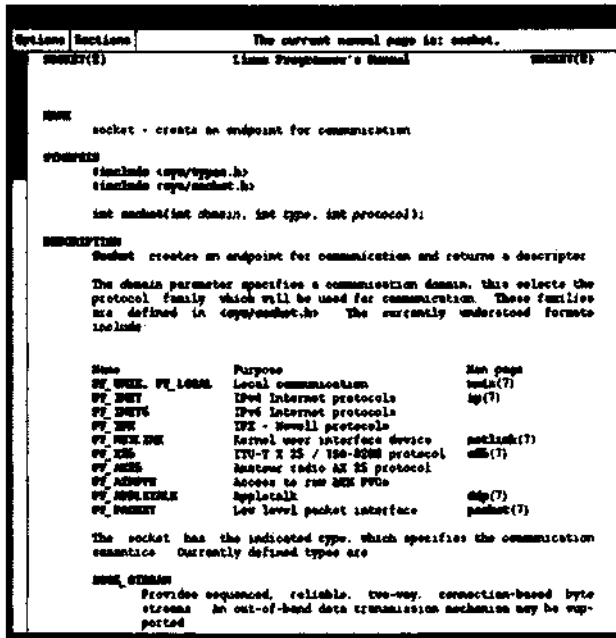 Options Sections The current manual page is: socket.
SOCKET(2) Linux Programmer's Manual SOCKET(2)
NAME
socket - create an endpoint for communication
SYNOPSIS
#include <sys/types.h>
#include <sys/socket.h>
int socket(int domain, int type, int protocol);
DESCRIPTION
Socket creates an endpoint for communication and returns a descriptor
The domain parameter specifies a communication domain, this selects the
protocol family which will be used for communication. These families
are defined in <sys/socket.h> The currently understood formats
include
Name Purpose Man page
PF_UNIX, PF_LOCAL Local communication unix(7)
PF_INET IPv4 Internet protocols ip(7)
PF_INET6 IPv6 Internet protocols
PF_IPX IPX - Novell protocols
PF_NETLINK Kernel user interface device netlink(7)
PF_X25 ITU-T X 25 / ISO-8208 protocol x25(7)
PF_AX25 Amateur radio AX 25 protocol
PF_ATMPVC Access to raw ATM PVCs
PF_APPLETALK Appletalk ddp(7)
PF_PACKET Low level packet interface packet(7)
The socket has the indicated type, which specifies the communication
semantics Currently defined types are
SOCK_STREAM
Provides sequenced, reliable, two-way, connection-based byte
streams An out-of-band data transmission mechanism may be sup-
ported